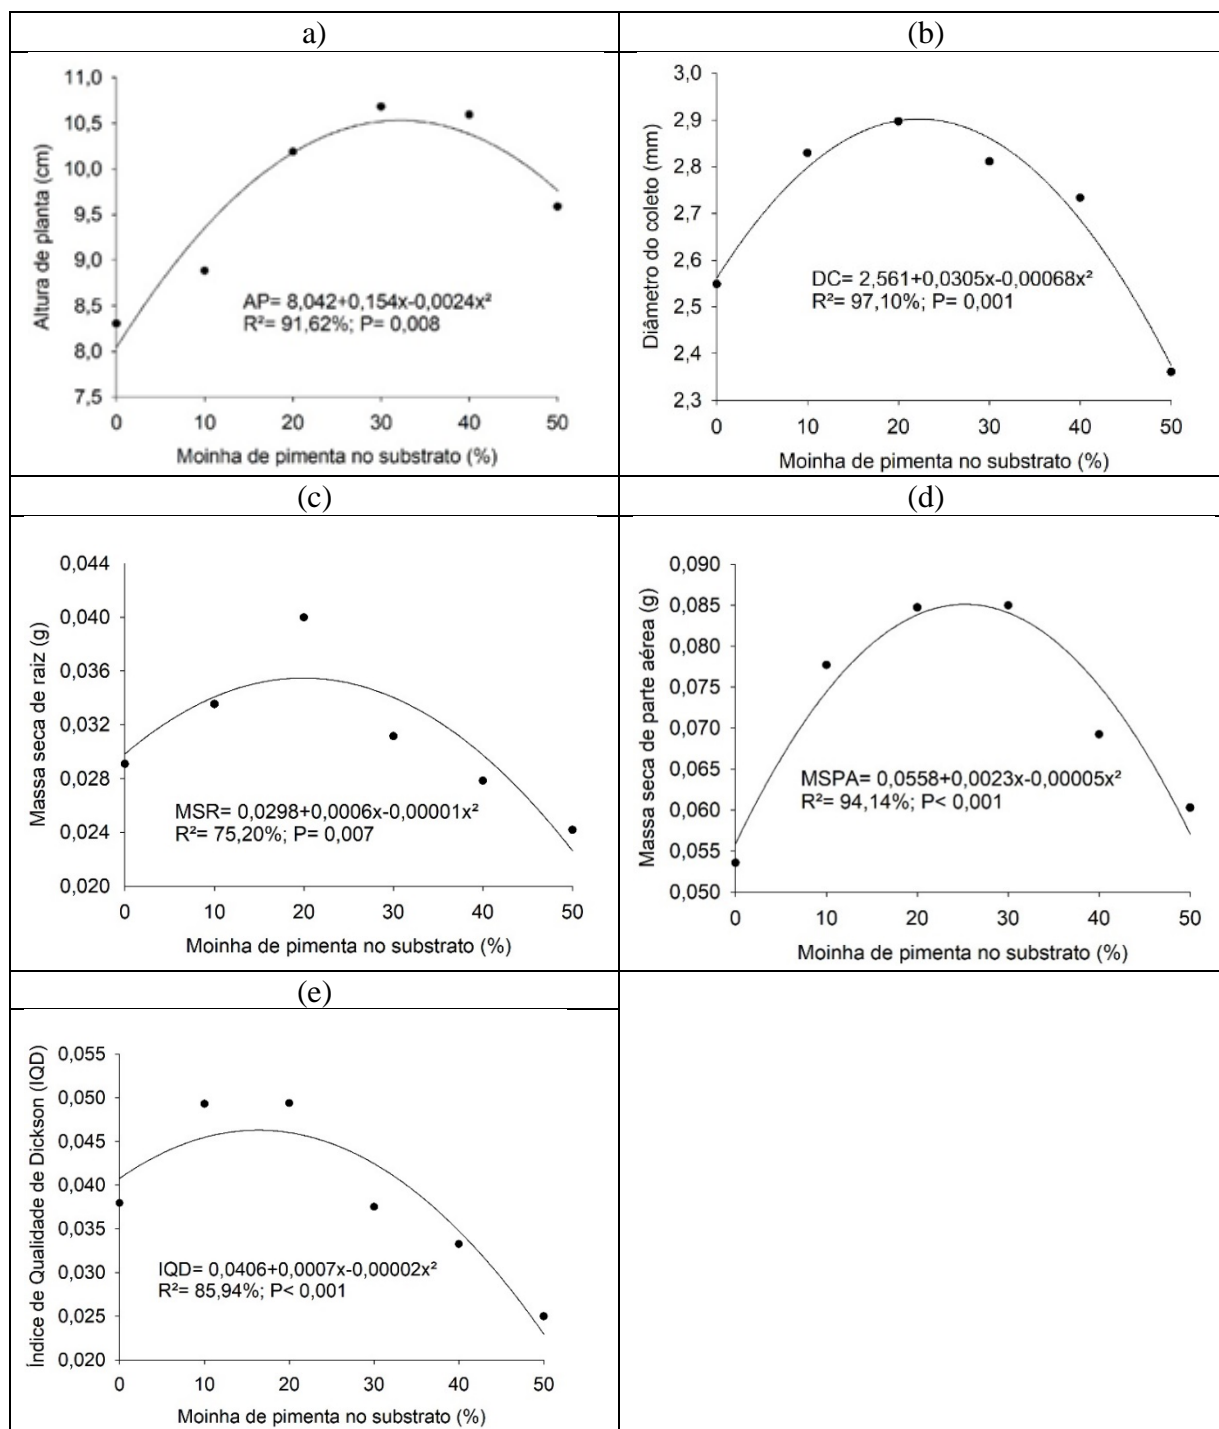 a)
(b)
11,0
10,5
10,0
9,5
9,0
8,5
8,0
7,5
Altura de planta (cm)
AP= 8,042+0,154x-0,0024x²
R²= 91,62%; P= 0,008
0 10 20 30 40 50
Moinha de pimenta no substrato (%)
3,0
2,9
2,8
2,7
2,6
2,5
2,4
2,3
Diâmetro do coleto (mm)
DC= 2,561+0,0305x-0,00068x²
R²= 97,10%; P= 0,001
0 10 20 30 40 50
Moinha de pimenta no substrato (%)
(c)
(d)
0,044
0,040
0,036
0,032
0,028
0,024
0,020
Massa seca de raiz (g)
MSR= 0,0298+0,0006x-0,00001x²
R²= 75,20%; P= 0,007
0 10 20 30 40 50
Moinha de pimenta no substrato (%)
0,090
0,085
0,080
0,075
0,070
0,065
0,060
0,055
0,050
Massa seca de parte aérea (g)
MSPA= 0,0558+0,0023x-0,00005x²
R²= 94,14%; P< 0,001
0 10 20 30 40 50
Moinha de pimenta no substrato (%)
(e)
0,055
0,050
0,045
0,040
0,035
0,030
0,025
0,020
Índice de Qualidade de Dickson (IQD)
IQD= 0,0406+0,0007x-0,00002x²
R²= 85,94%; P< 0,001
0 10 20 30 40 50
Moinha de pimenta no substrato (%)